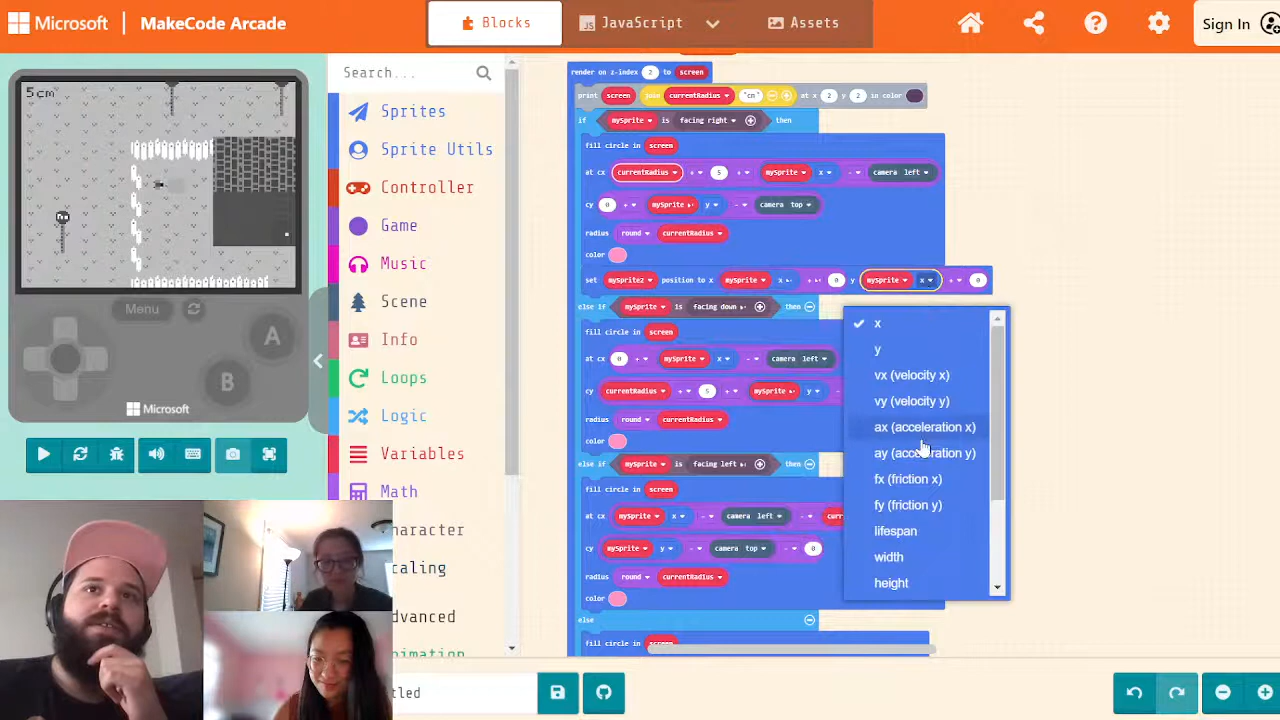 Microsoft | MakeCode Arcade
Blocks
JavaScript
Assets
Sign In
5cm
Menu
B
A
Microsoft
Search...
Sprites
Sprite Utils
Controller
Game
Music
Scene
Info
Loops
Logic
Variables
Math
aracter
caling
dvanced
nimation
render on z-index 2 to screen
print screen join currentRadius "cm" at x 2 y 2 in color
if mySprite is facing right then
fill circle in screen
at cx currentRadius + 5 + mySprite x - camera left
cy 0 + mySprite y - camera top
radius round currentRadius
color
set mySprite2 position to x mySprite x + 0 y mySprite x + 0
else if mySprite is facing down then
fill circle in screen
at cx 0 + mySprite x - camera left
cy currentRadius + 5 + mySprite y -
radius round currentRadius
color
else if mySprite is facing left then
fill circle in screen
at cx mySprite x - camera left - curr
cy mySprite y - camera top - 0
radius round currentRadius
color
else
fill circle in screen
x
y
vx (velocity x)
vy (velocity y)
ax (acceleration x)
ay (acceleration y)
fx (friction x)
fy (friction y)
lifespan
width
height
tled